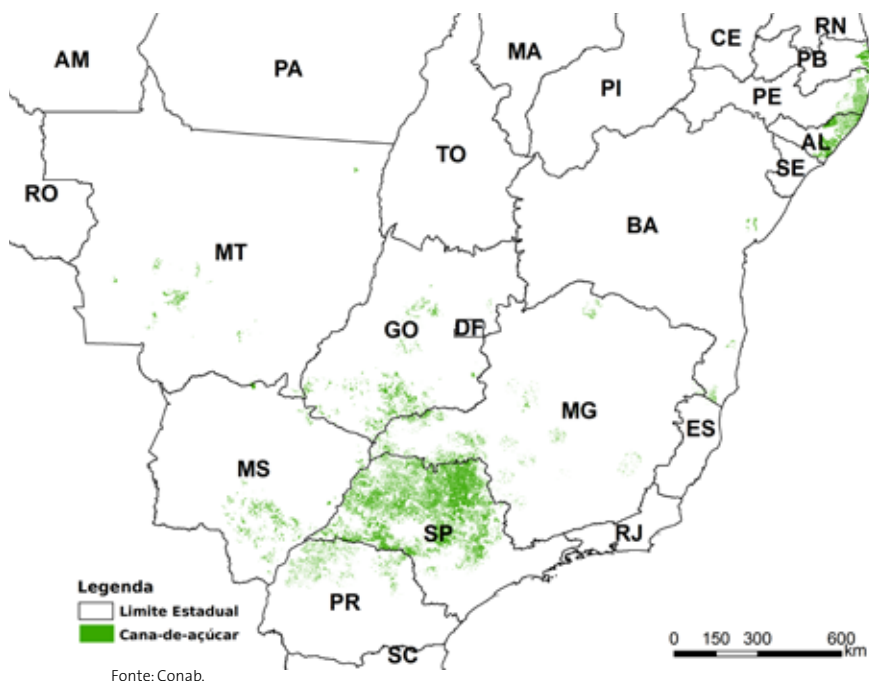 RN
CE
MA
AM
PA
PB
PI
PE
AL
TO
SE
RO
BA
MT
GO
DF
MG
ES
MS
SP
RJ
PR
SC
Legenda
Limite Estadual
Cana-de-açúcar
0 150 300 600
km
Fonte: Conab.